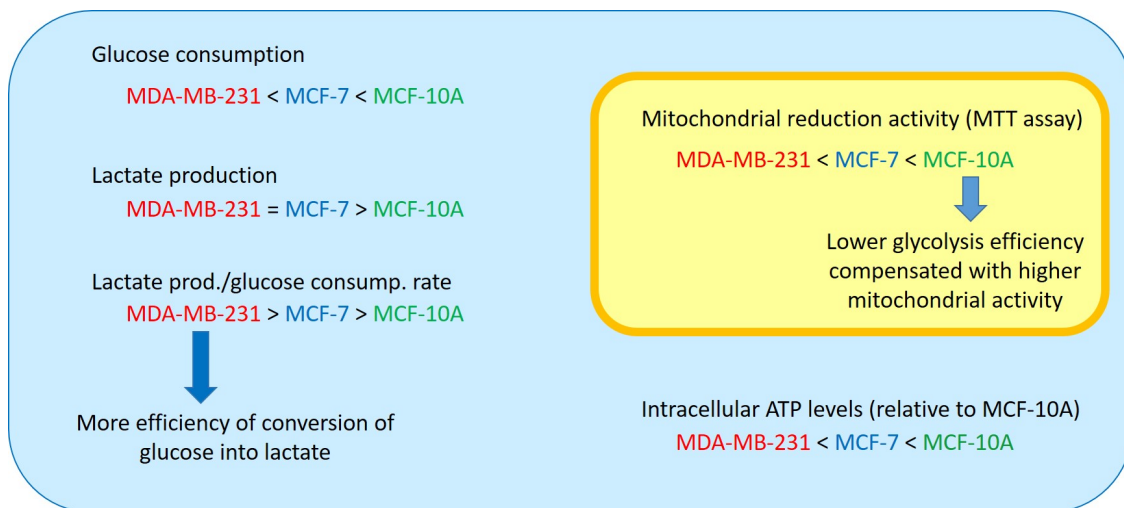 Glucose consumption
MDA-MB-231 < MCF-7 < MCF-10A
Lactate production
MDA-MB-231 = MCF-7 > MCF-10A
Lactate prod./glucose consump. rate
MDA-MB-231 > MCF-7 > MCF-10A
More efficiency of conversion of
glucose into lactate
Mitochondrial reduction activity (MTT assay)
MDA-MB-231 < MCF-7 < MCF-10A
Lower glycolysis efficiency
compensated with higher
mitochondrial activity
Intracellular ATP levels (relative to MCF-10A)
MDA-MB-231 < MCF-7 < MCF-10A